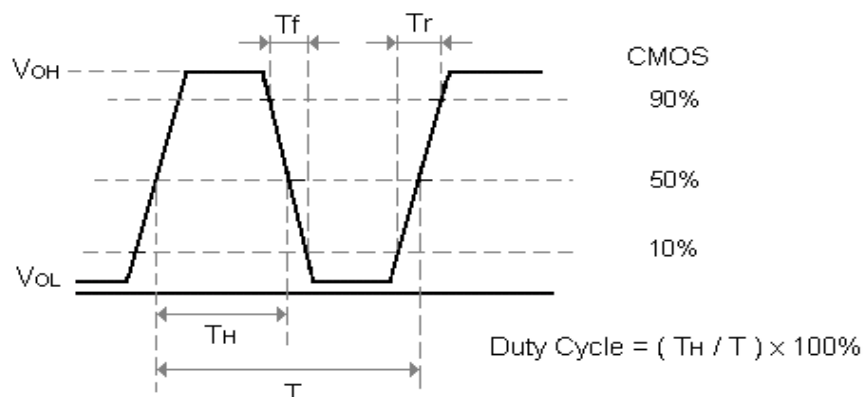 Tf
Tr
VOH
CMOS
90%
50%
10%
VOL
TH
Duty Cycle = ( TH / T ) × 100%
T